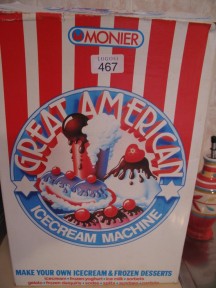 MONIER
467
GREAT AMERICAN
ICECREAM MACHINE
MAKE YOUR OWN ICECREAM & FROZEN DESSERTS